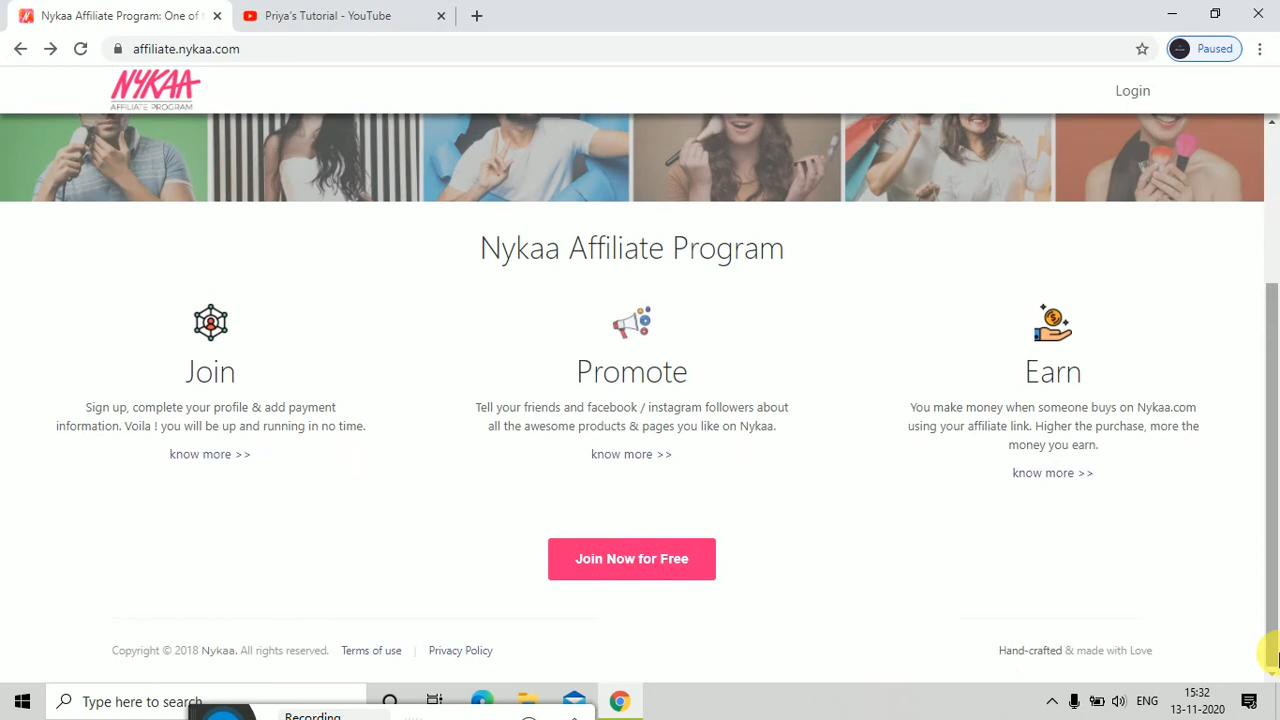 Nykaa Affiliate Program: One of t
Priya's Tutorial - YouTube
affiliate.nykaa.com
Paused
NYKAA
AFFILIATE PROGRAM
Login
Nykaa Affiliate Program
Join
Sign up, complete your profile & add payment
information. Voila ! you will be up and running in no time.
know more >>
Promote
Tell your friends and facebook / instagram followers about
all the awesome products & pages you like on Nykaa.
know more >>
Earn
You make money when someone buys on Nykaa.com
using your affiliate link. Higher the purchase, more the
money you earn.
know more >>
Join Now for Free
Copyright © 2018 Nykaa. All rights reserved. Terms of use | Privacy Policy
Hand-crafted & made with Love
Type here to search
Recording
ENG
15:32
13-11-2020